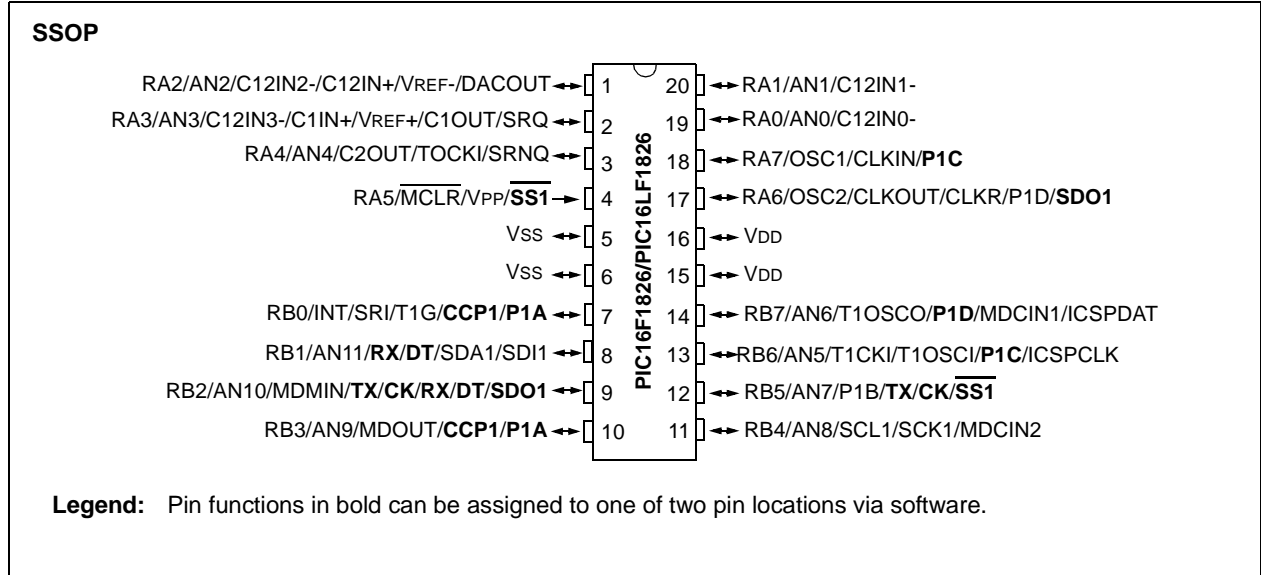 SSOP
RA2/AN2/C12IN2-/C12IN+/VREF-/DACOUT 1
20 RA1/AN1/C12IN1-
RA3/AN3/C12IN3-/C1IN+/VREF+/C1OUT/SRQ 2
19 RA0/AN0/C12IN0-
RA4/AN4/C2OUT/TOCKI/SRNQ 3
18 RA7/OSC1/CLKIN/P1C
RA5/MCLR/VPP/SS1 4
17 RA6/OSC2/CLKOUT/CLKR/P1D/SDO1
VSS 5
16 VDD
VSS 6
15 VDD
RB0/INT/SRI/T1G/CCP1/P1A 7
14 RB7/AN6/T1OSCO/P1D/MDCIN1/ICSPDAT
RB1/AN11/RX/DT/SDA1/SDI1 8
13 RB6/AN5/T1CKI/T1OSCI/P1C/ICSPCLK
RB2/AN10/MDMIN/TX/CK/RX/DT/SDO1 9
12 RB5/AN7/P1B/TX/CK/SS1
RB3/AN9/MDOUT/CCP1/P1A 10
11 RB4/AN8/SCL1/SCK1/MDCIN2
PIC16F1826/PIC16LF1826
Legend: Pin functions in bold can be assigned to one of two pin locations via software.